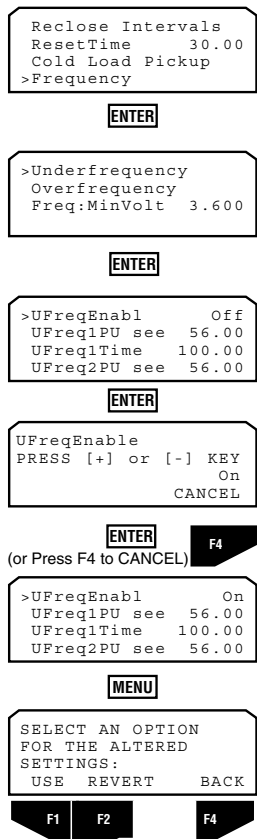 Reclose Intervals
ResetTime 30.00
Cold Load Pickup
>Frequency
ENTER
>Underfrequency
Overfrequency
Freq:MinVolt 3.600
ENTER
>UFreqEnabl Off
UFreq1PU see 56.00
UFreq1Time 100.00
UFreq2PU see 56.00
ENTER
UFreqEnable
PRESS [+] or [-] KEY
On
CANCEL
ENTER
(or Press F4 to CANCEL) F4
>UFreqEnabl On
UFreq1PU see 56.00
UFreq1Time 100.00
UFreq2PU see 56.00
MENU
SELECT AN OPTION
FOR THE ALTERED
SETTINGS:
USE REVERT BACK
F1 F2 F4